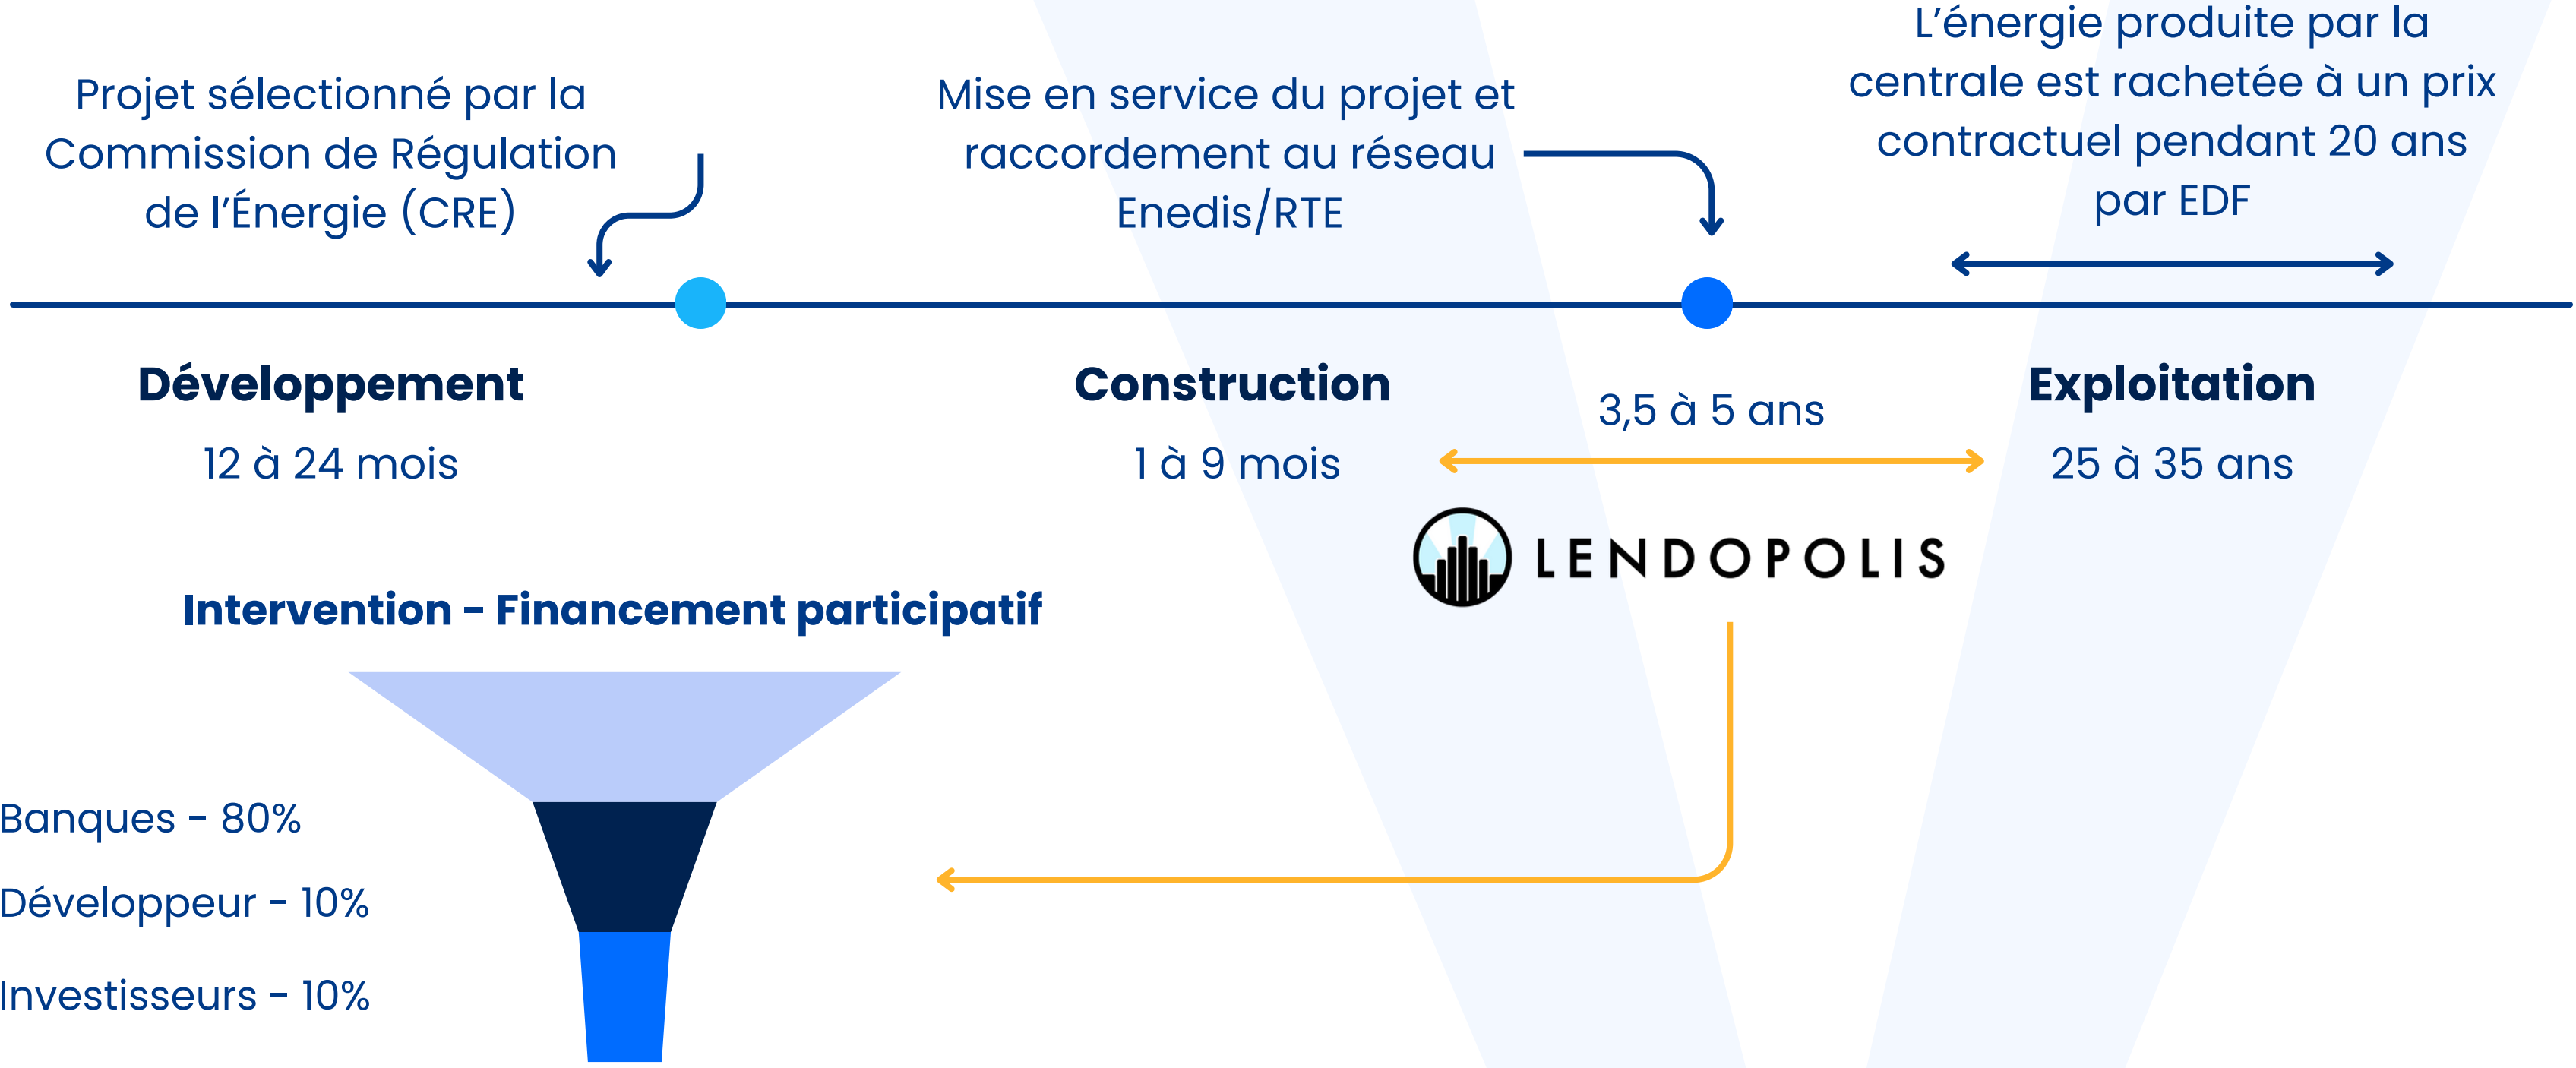 Projet sélectionné par la
Commission de Régulation
de l'Énergie (CRE)
Mise en service du projet et
raccordement au réseau
Enedis/RTE
L'énergie produite par la
centrale est rachetée à un prix
contractuel pendant 20 ans
par EDF
Développement
12 à 24 mois
Construction
1 à 9 mois
3,5 à 5 ans
Exploitation
25 à 35 ans
LENDOPOLIS
Intervention - Financement participatif
Banques - 80%
Développeur - 10%
Investisseurs - 10%